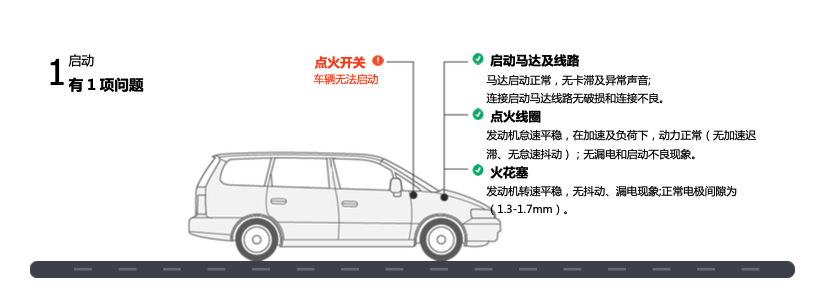 1
启动
有 1 项问题
点火开关
车辆无法启动
启动马达及线路
马达启动正常，无卡滞及异常声音;
连接启动马达线路无破损和连接不良。
点火线圈
发动机怠速平稳，在加速及负荷下，动力正常（无加速迟
滞、无怠速抖动）；无漏电和启动不良现象。
火花塞
发动机转速平稳，无抖动、漏电现象;正常电极间隙为
（1.3-1.7mm）。